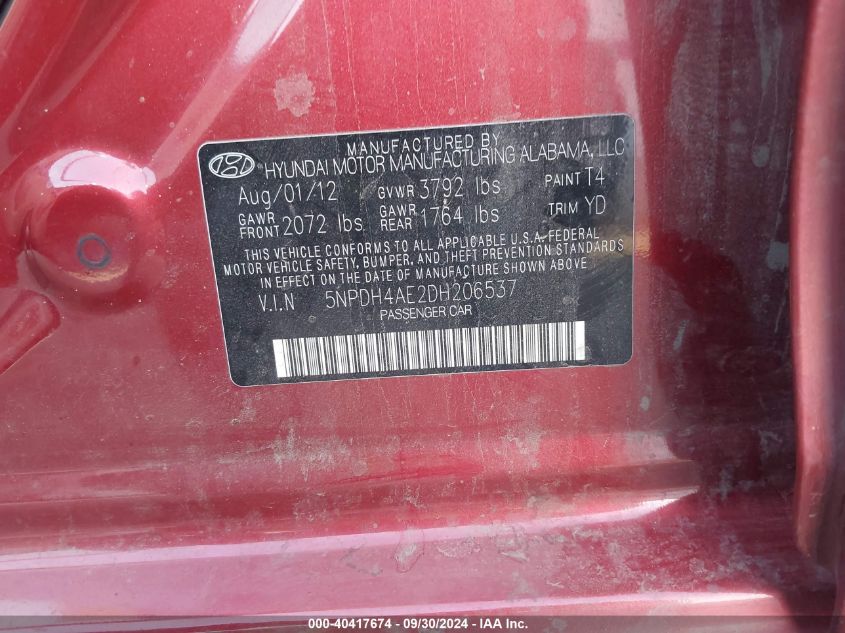 MANUFACTURED BY
HYUNDAI MOTOR MANUFACTURING ALABAMA, LLC
Aug/01/12 GVWR 3792 lbs PAINT T4
GAWR FRONT 2072 lbs GAWR REAR 1764 lbs TRIM YD
THIS VEHICLE CONFORMS TO ALL APPLICABLE U.S.A. FEDERAL
MOTOR VEHICLE SAFETY, BUMPER, AND THEFT PREVENTION STANDARDS
IN EFFECT ON THE DATE OF MANUFACTURE SHOWN ABOVE
V.I.N 5NPDH4AE2DH206537
PASSENGER CAR
000-40417674 - 09/30/2024 - IAA Inc.